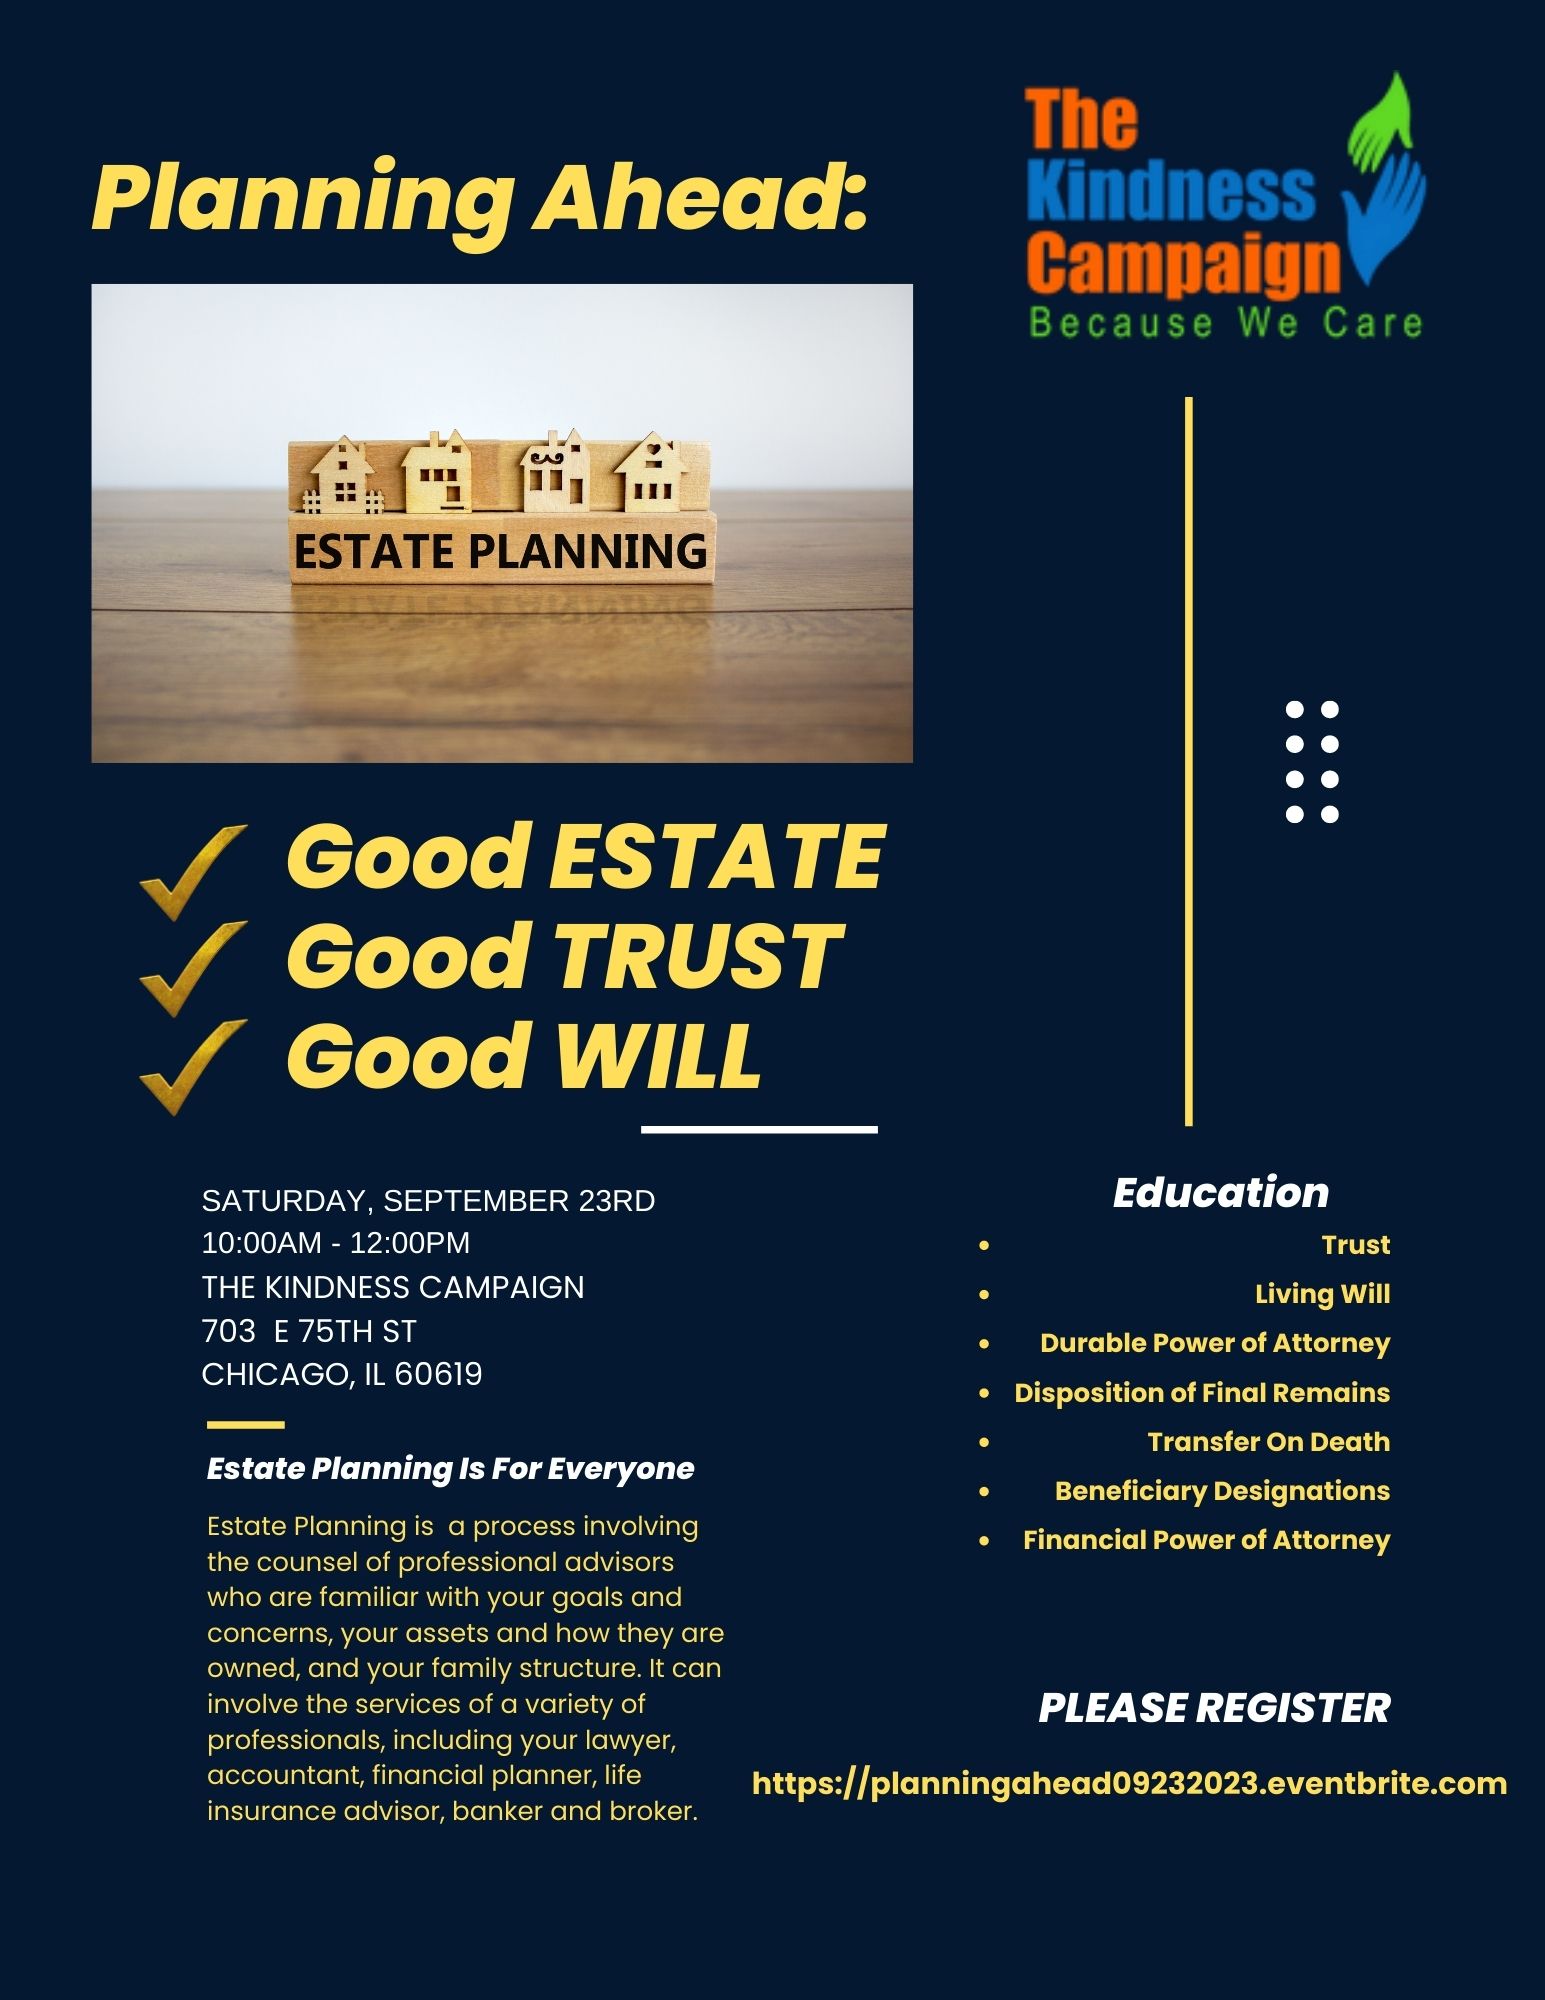 The
Kindness
Campaign
Because We Care
Planning Ahead:
ESTATE PLANNING
Good ESTATE
Good TRUST
Good WILL
SATURDAY, SEPTEMBER 23RD
10:00AM - 12:00PM
THE KINDNESS CAMPAIGN
703  E 75TH ST
CHICAGO, IL 60619
Estate Planning Is For Everyone
Estate Planning is  a process involving
the counsel of professional advisors
who are familiar with your goals and
concerns, your assets and how they are
owned, and your family structure. It can
involve the services of a variety of
professionals, including your lawyer,
accountant, financial planner, life
insurance advisor, banker and broker.
Education
• Trust
• Living Will
• Durable Power of Attorney
• Disposition of Final Remains
• Transfer On Death
• Beneficiary Designations
• Financial Power of Attorney
PLEASE REGISTER
https://planningahead09232023.eventbrite.com